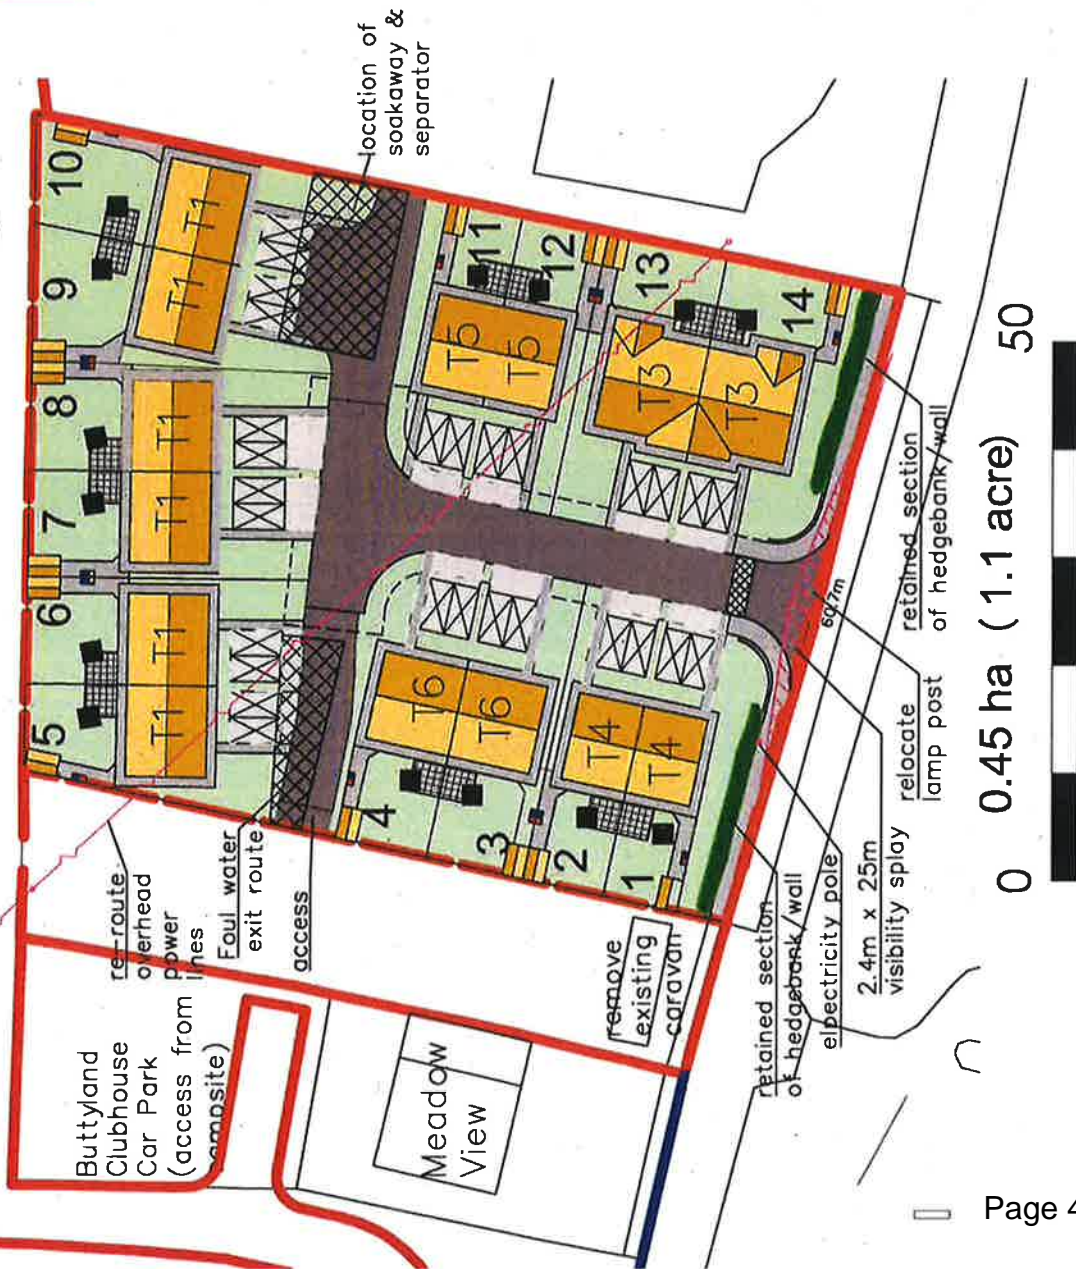 location of
soakaway &
separator
10
9
8
7
6
5
T1
T1
T1
T1
T1
T1
11
12
13
14
T5
T5
T3
T3
T6
T6
T4
T4
4
3
2
1
re-route
overhead
power
lines
Foul water
exit route
access
Buttyland
Clubhouse
Car Park
(access from
campsite)
Meadow
View
remove
existing
caravan
retained section
of hedgebank/wall
electricity pole
2.4m x 25m
visibility splay
relocate
lamp post
retained section
of hedgebank/wall
60.7m
0.45 ha ( 1.1 acre)
0
50
Page 4